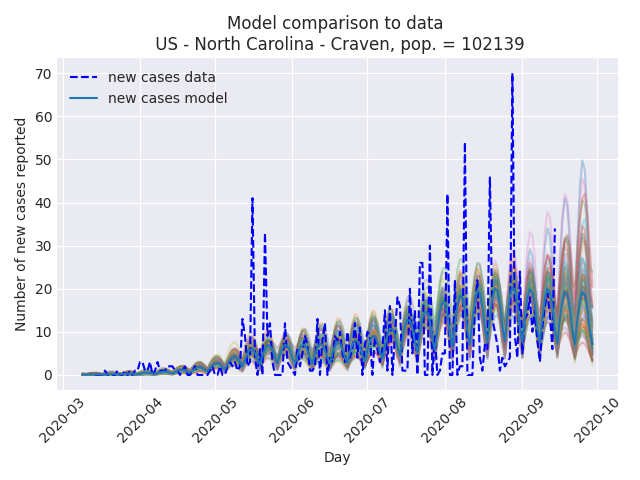 Model comparison to data
US - North Carolina - Craven, pop. = 102139
new cases data
new cases model
Number of new cases reported
70
60
50
40
30
20
10
0
2020-03
2020-04
2020-05
2020-06
2020-07
2020-08
2020-09
2020-10
Day